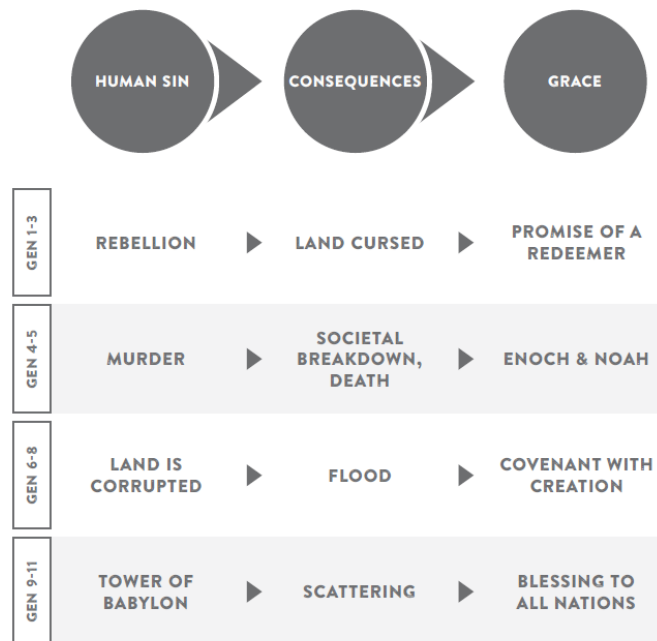 HUMAN SIN
CONSEQUENCES
GRACE
GEN 1-3
REBELLION
LAND CURSED
PROMISE OF A
REDEEMER
GEN 4-5
MURDER
SOCIETAL
BREAKDOWN,
DEATH
ENOCH & NOAH
GEN 6-8
LAND IS
CORRUPTED
FLOOD
COVENANT WITH
CREATION
GEN 9-11
TOWER OF
BABYLON
SCATTERING
BLESSING TO
ALL NATIONS